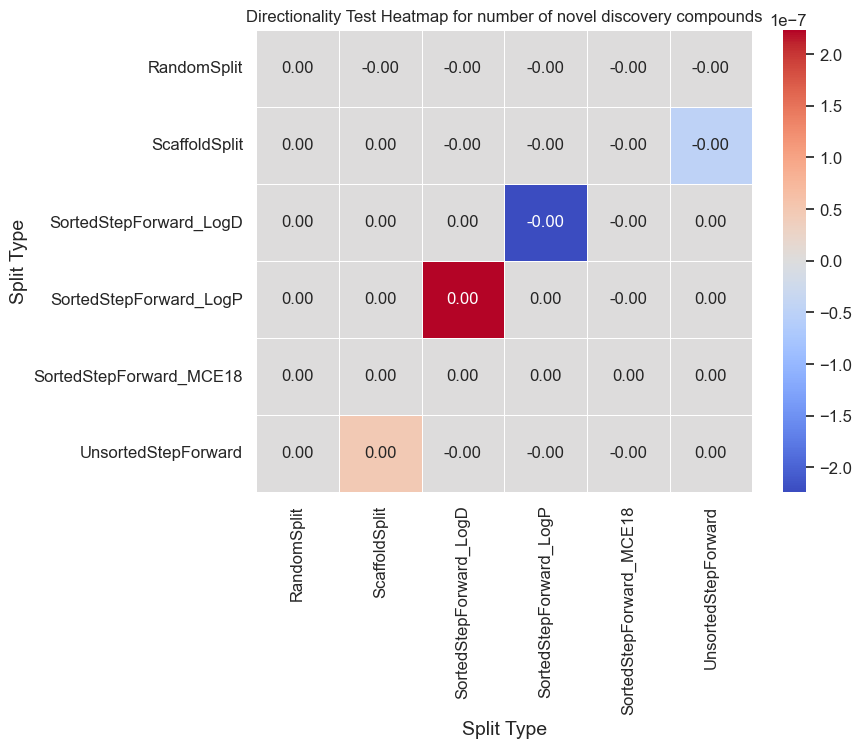 Directionality Test Heatmap for number of novel discovery compounds
1e−7
RandomSplit 0.00 -0.00 -0.00 -0.00 -0.00 -0.00
ScaffoldSplit 0.00 0.00 -0.00 -0.00 -0.00 -0.00
SortedStepForward_LogD 0.00 0.00 0.00 -0.00 -0.00 0.00
SortedStepForward_LogP 0.00 0.00 0.00 0.00 -0.00 0.00
SortedStepForward_MCE18 0.00 0.00 0.00 0.00 0.00 0.00
UnsortedStepForward 0.00 0.00 -0.00 -0.00 -0.00 0.00
Split Type
RandomSplit
ScaffoldSplit
SortedStepForward_LogD
SortedStepForward_LogP
SortedStepForward_MCE18
UnsortedStepForward
Split Type
2.0
1.5
1.0
0.5
0.0
−0.5
−1.0
−1.5
−2.0